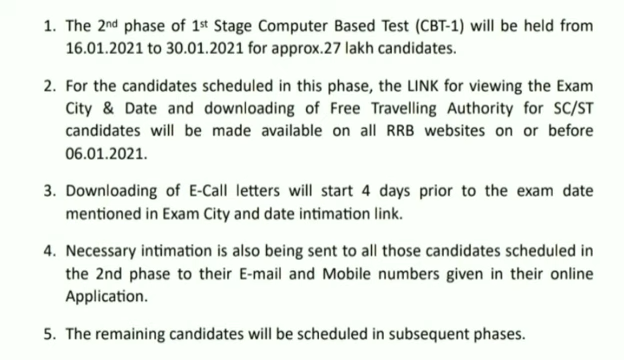 1. The 2nd phase of 1st Stage Computer Based Test (CBT-1) will be held from
16.01.2021 to 30.01.2021 for approx.27 lakh candidates.
2. For the candidates scheduled in this phase, the LINK for viewing the Exam
City & Date and downloading of Free Travelling Authority for SC/ST
candidates will be made available on all RRB websites on or before
06.01.2021.
3. Downloading of E-Call letters will start 4 days prior to the exam date
mentioned in Exam City and date intimation link.
4. Necessary intimation is also being sent to all those candidates scheduled in
the 2nd phase to their E-mail and Mobile numbers given in their online
Application.
5. The remaining candidates will be scheduled in subsequent phases.